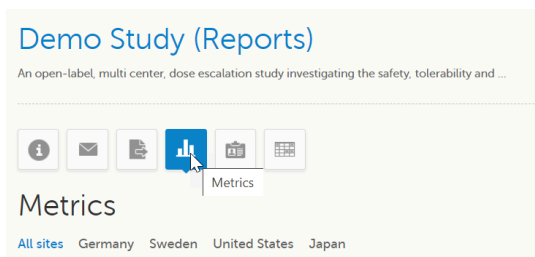 Demo Study (Reports)
An open-label, multi center, dose escalation study investigating the safety, tolerability and ...
Metrics
Metrics
All sites Germany Sweden United States Japan